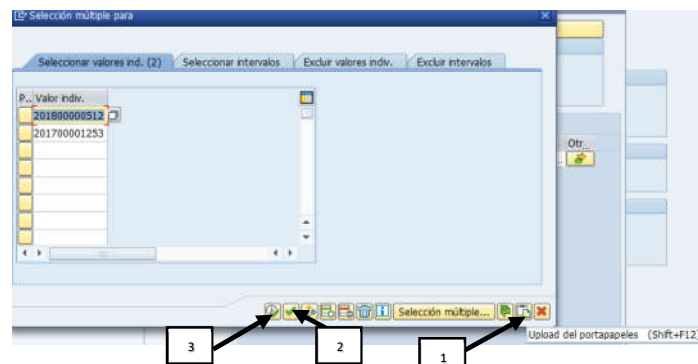 Selección múltiple para
Seleccionar valores ind. (2) Seleccionar intervalos Excluir valores indiv. Excluir intervalos
P.. Valor indiv.
201800000512
201700001253
Otr...
Selección múltiple...
Upload del portapapeles (Shift+F12)
3 2 1